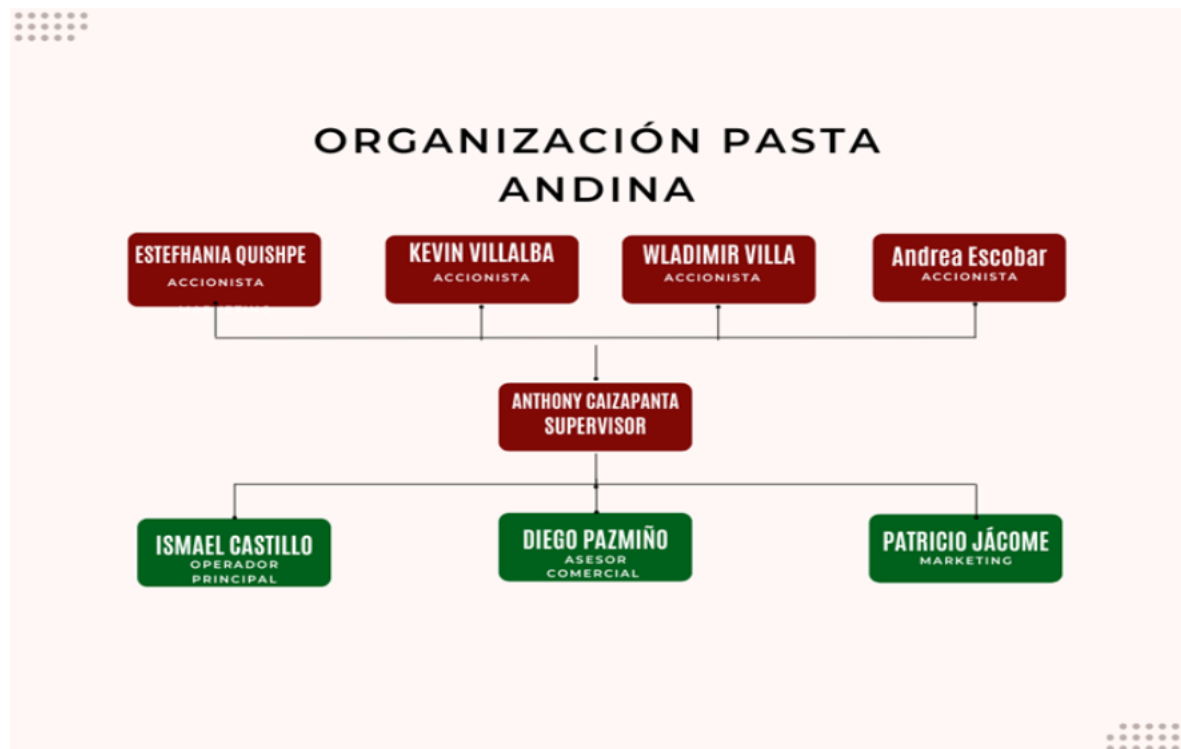 ORGANIZACIÓN PASTA
ANDINA
ESTEFHANIA QUISHPE
ACCIONISTA
KEVIN VILLALBA
ACCIONISTA
WLADIMIR VILLA
ACCIONISTA
Andrea Escobar
ACCIONISTA
ANTHONY CAIZAPANTA
SUPERVISOR
ISMAEL CASTILLO
OPERADOR
PRINCIPAL
DIEGO PAZMIÑO
ASESOR
COMERCIAL
PATRICIO JÁCOME
MARKETING